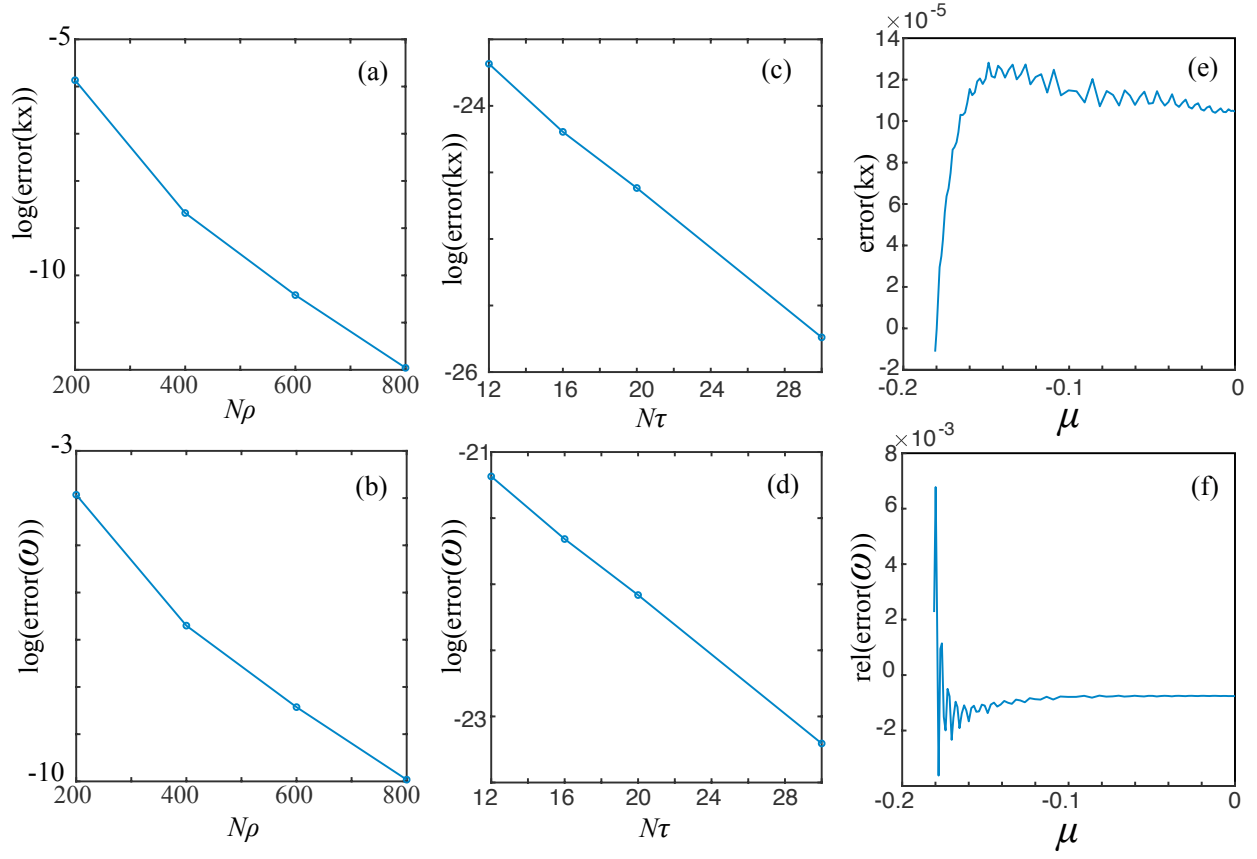 (a)
-5
-10
log(error(kx))
200 400 600 800
Nρ
(c)
-24
-26
log(error(kx))
12 16 20 24 28
Nτ
×10⁻⁵
(e)
14
12
10
8
6
4
2
0
-2
error(kx)
-0.2 -0.1 0
μ
(b)
-3
-10
log(error(ω))
200 400 600 800
Nρ
(d)
-21
-23
log(error(ω))
12 16 20 24 28
Nτ
×10⁻³
(f)
8
6
4
2
0
-2
rel(error(ω))
-0.2 -0.1 0
μ